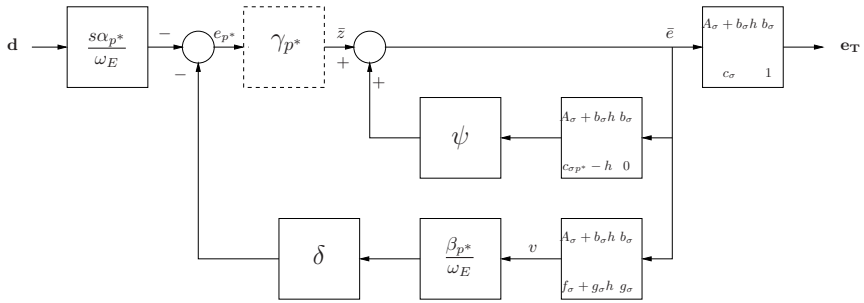 d
sα_{p*}
ω_E
−
−
e_{p*}
γ_{p*}
z̄
+
+
ē
A_σ + b_σh b_σ
c_σ 1
e_T
ψ
A_σ + b_σh b_σ
c_{σp*} − h 0
δ
β_{p*}
ω_E
v
A_σ + b_σh b_σ
f_σ + g_σh g_σ